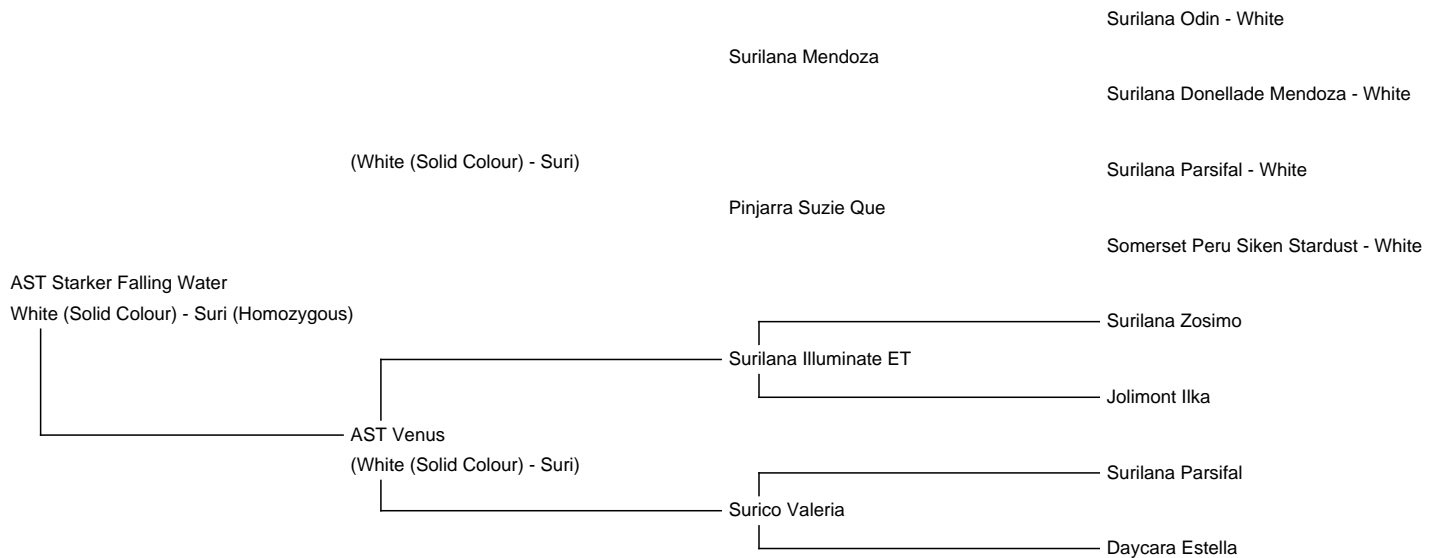 Surilana Odin - White
Surilana Mendoza
Surilana Donellade Mendoza - White
(White (Solid Colour) - Suri)
Surilana Parsifal - White
Pinjarra Suzie Que
Somerset Peru Siken Stardust - White
AST Starker Falling Water
White (Solid Colour) - Suri (Homozygous)
Surilana Zosimo
Surilana Illuminate ET
Jolimont Ilka
AST Venus
(White (Solid Colour) - Suri)
Surilana Parsifal
Surico Valeria
Daycara Estella